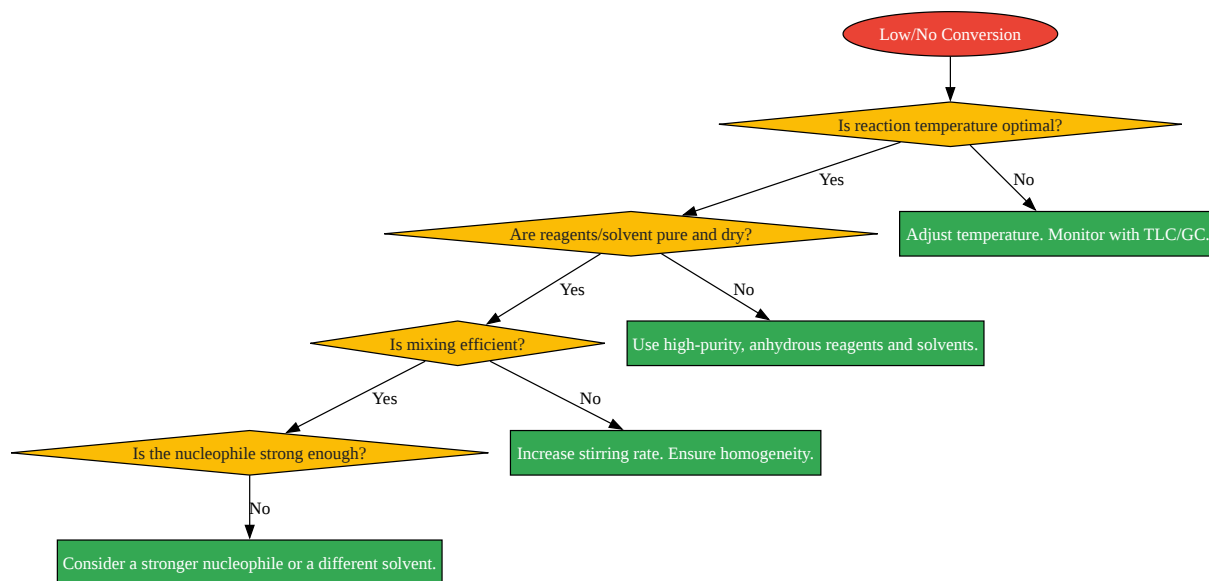 Low/No Conversion
Is reaction temperature optimal?
Yes
No
Are reagents/solvent pure and dry?
Adjust temperature. Monitor with TLC/GC.
Yes
No
Is mixing efficient?
Use high-purity, anhydrous reagents and solvents.
Yes
No
Is the nucleophile strong enough?
Increase stirring rate. Ensure homogeneity.
No
Consider a stronger nucleophile or a different solvent.